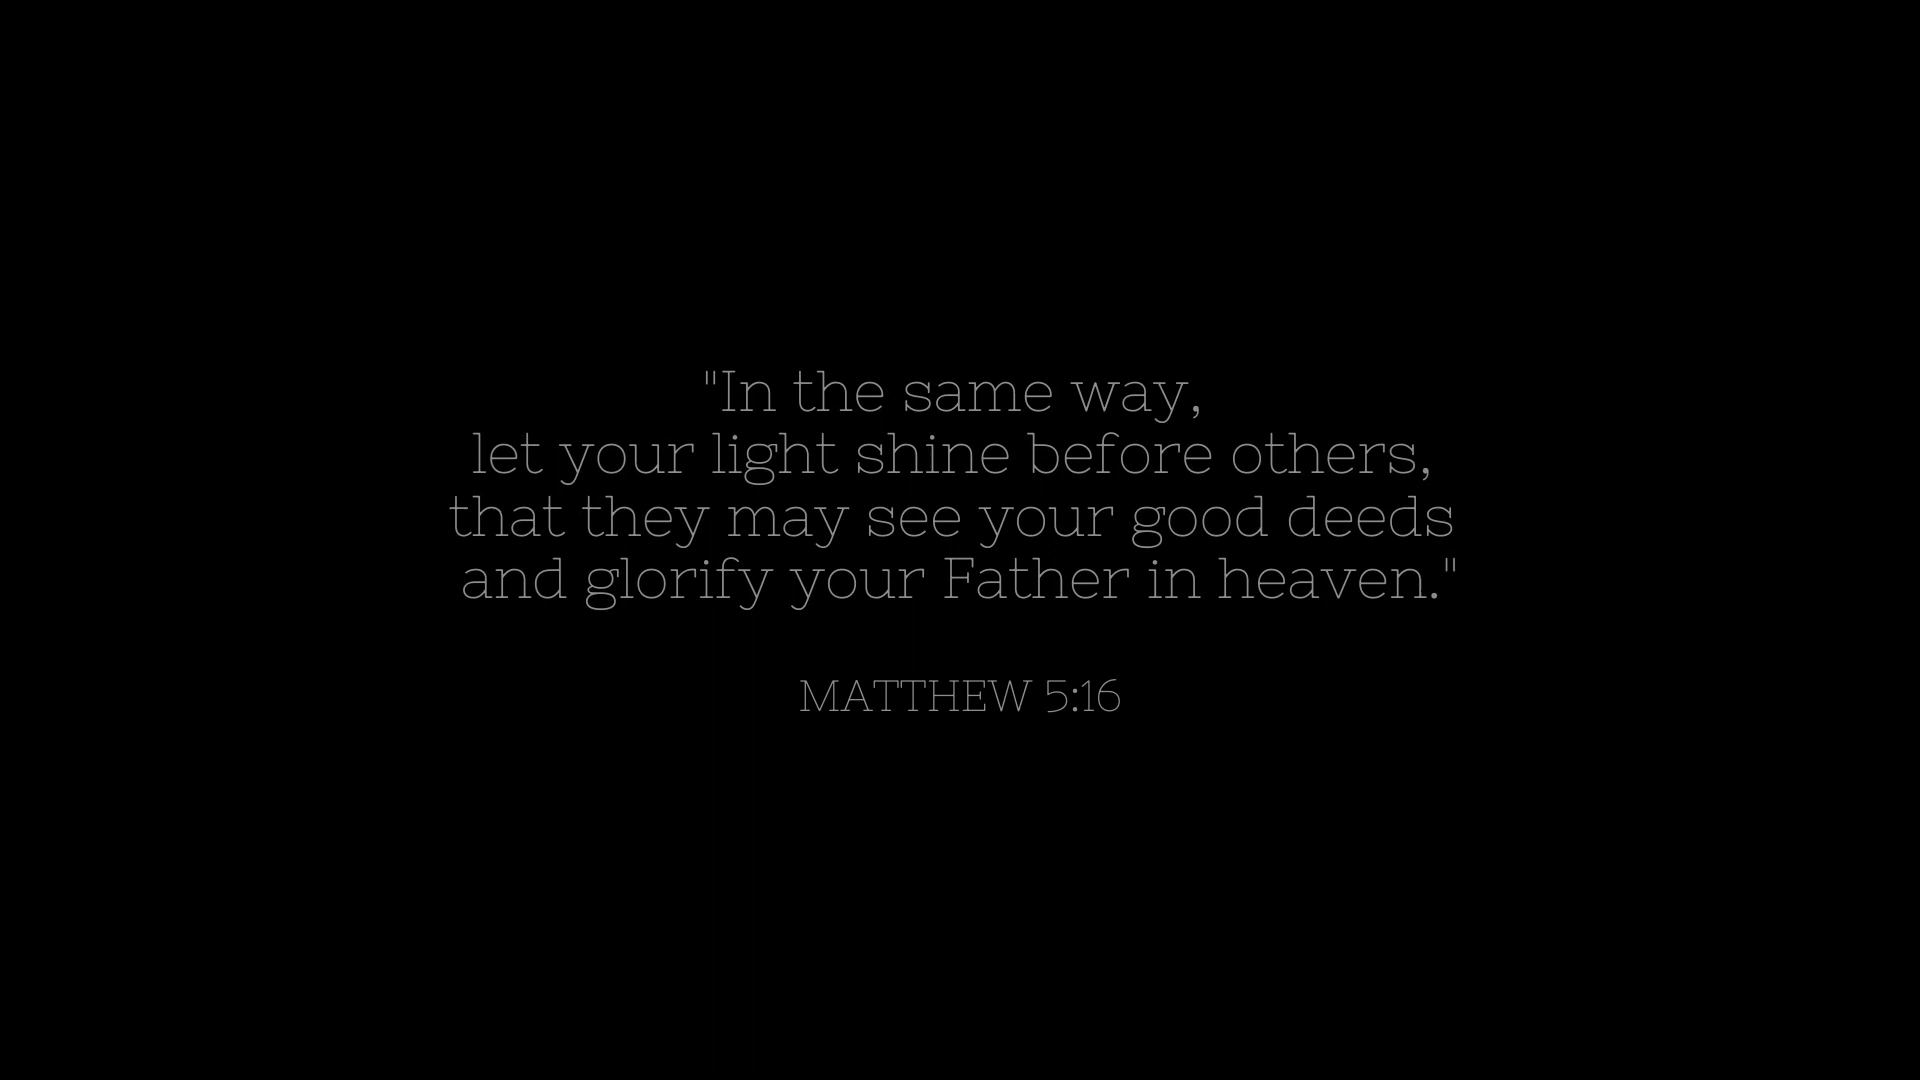 "In the same way,
let your light shine before others,
that they may see your good deeds
and glorify your Father in heaven."
MATTHEW 5:16